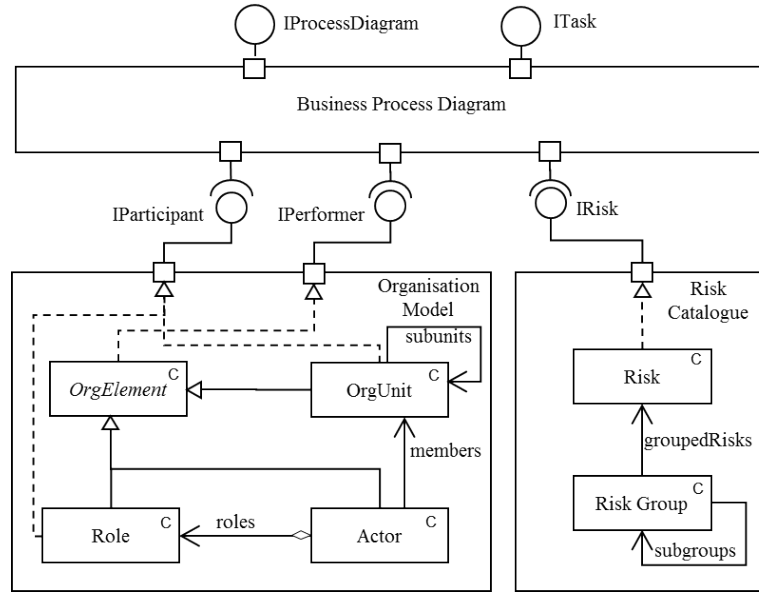 IProcessDiagram
ITask
Business Process Diagram
IParticipant
IPerformer
IRisk
Organisation
Model
subunits
Risk
Catalogue
C
OrgElement
C
OrgUnit
C
Risk
members
groupedRisks
C
Role
roles
C
Actor
C
Risk Group
subgroups